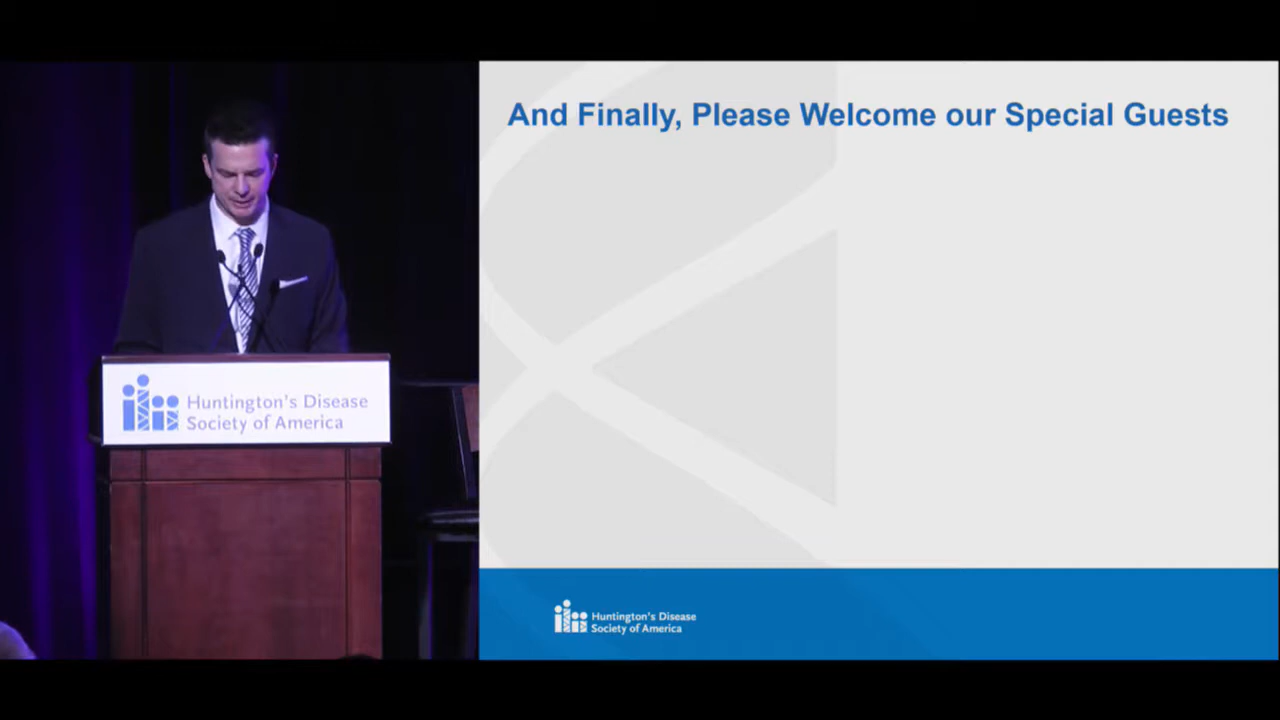 And Finally, Please Welcome our Special Guests
Huntington's Disease
Society of America
Huntington's Disease
Society of America